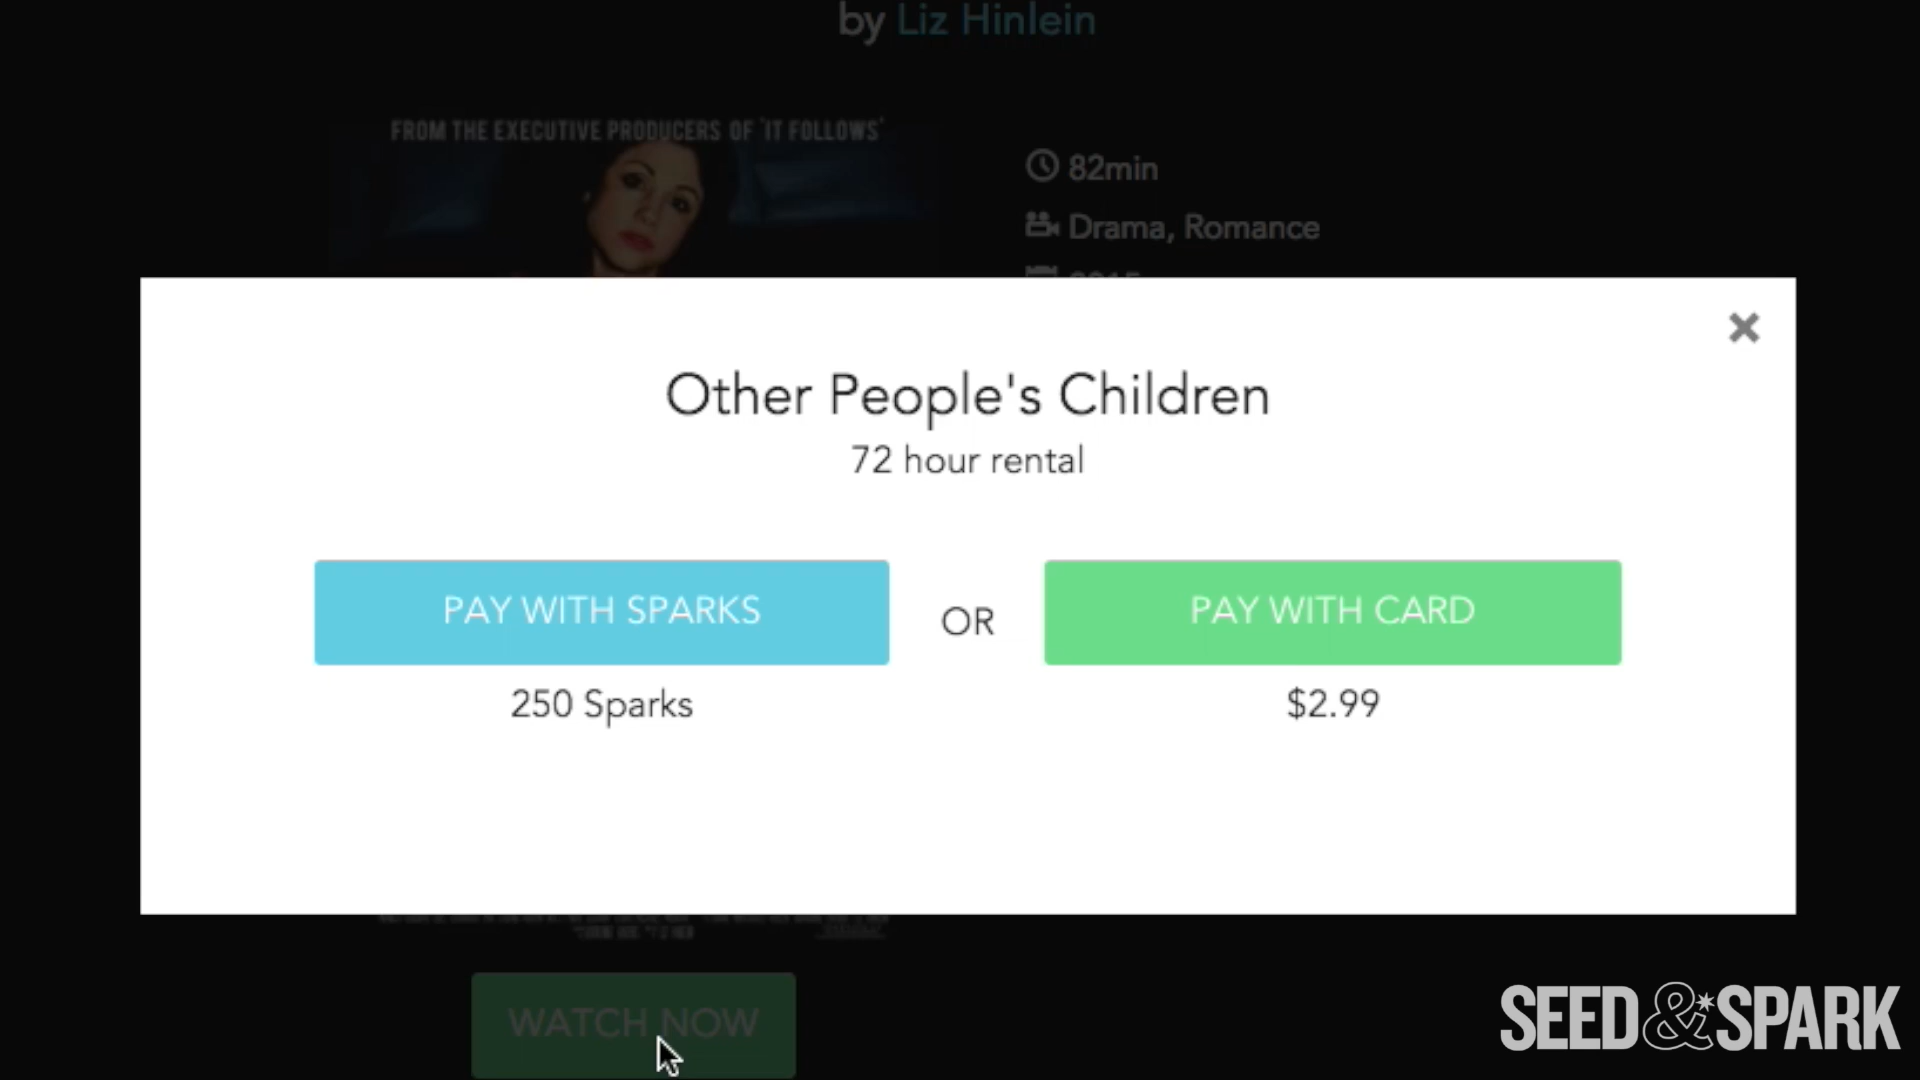 by Liz Hinlein
FROM THE EXECUTIVE PRODUCERS OF 'IT FOLLOWS'
82min
Drama, Romance
Other People's Children
72 hour rental
PAY WITH SPARKS
OR
PAY WITH CARD
250 Sparks
$2.99
WATCH NOW
SEED&SPARK